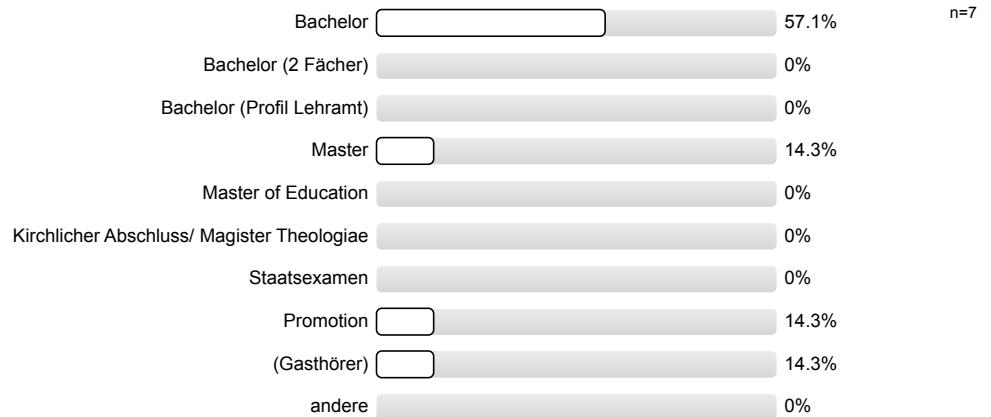 Bachelor 57.1% n=7
Bachelor (2 Fächer) 0%
Bachelor (Profil Lehramt) 0%
Master 14.3%
Master of Education 0%
Kirchlicher Abschluss/ Magister Theologiae 0%
Staatsexamen 0%
Promotion 14.3%
(Gasthörer) 14.3%
andere 0%